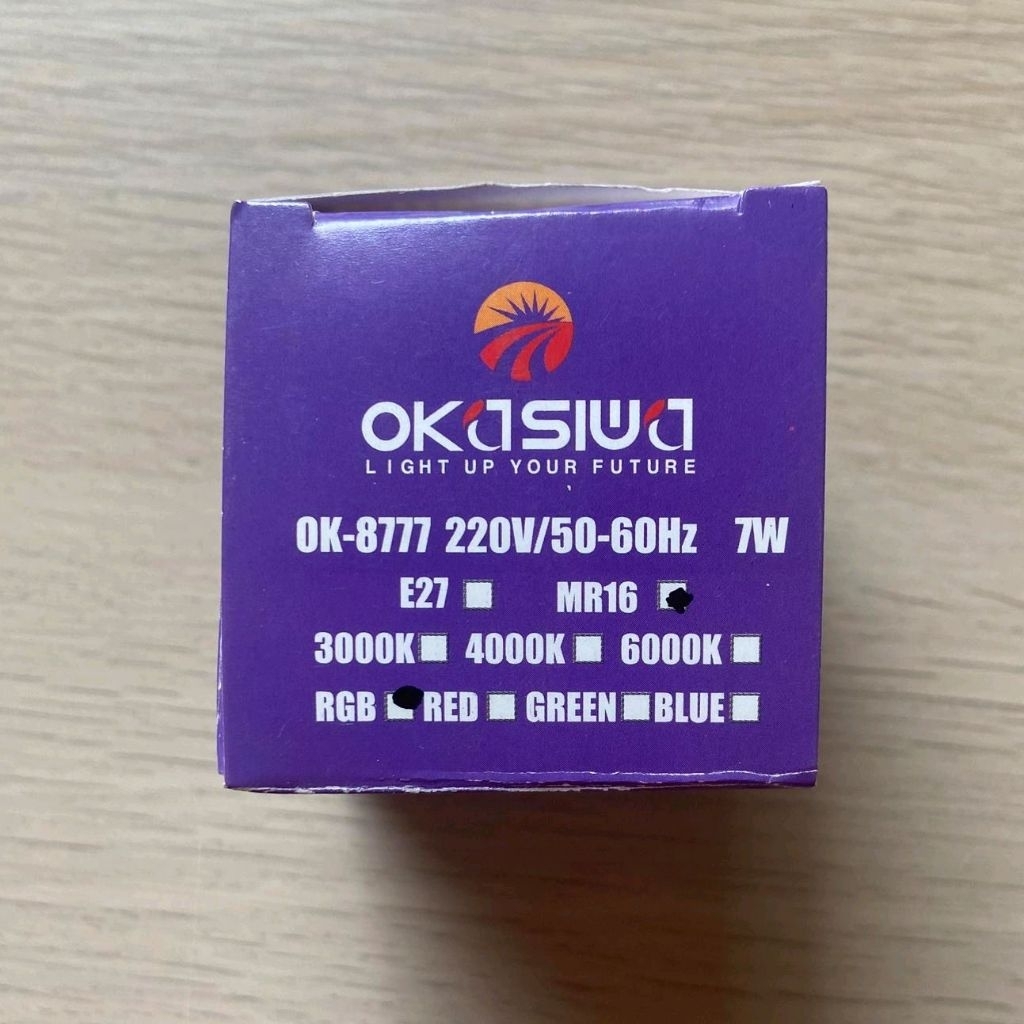 OKASIWA
LIGHT UP YOUR FUTURE
OK-8777 220V/50-60Hz 7W
E27 MR16
3000K 4000K 6000K
RGB RED GREEN BLUE